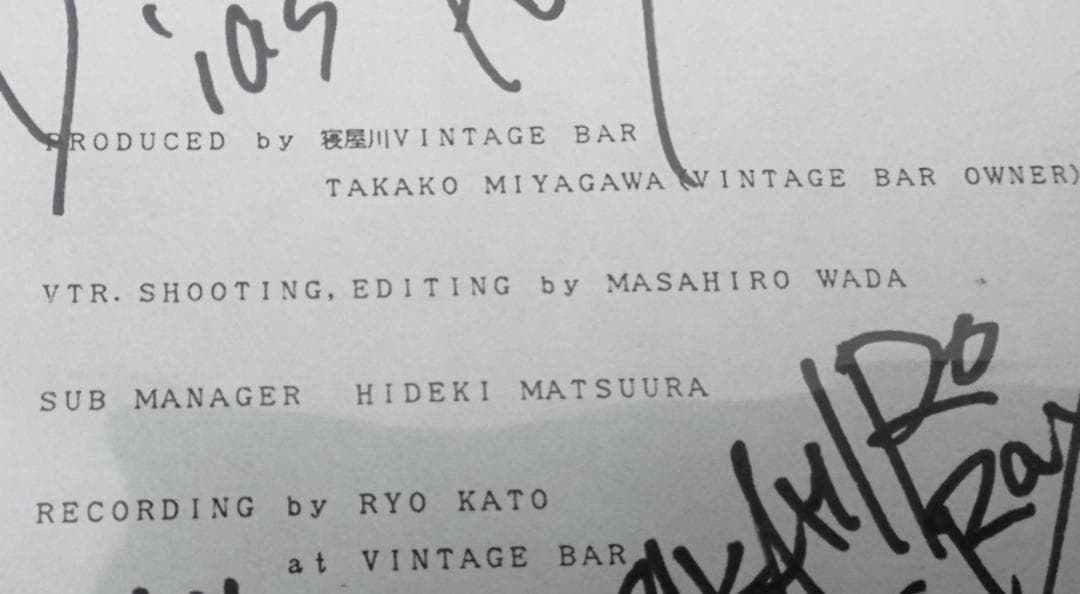 PRODUCED by 寝屋川VINTAGE BAR
TAKAKO MIYAGAWA (VINTAGE BAR OWNER)
VTR. SHOOTING, EDITING by MASAHIRO WADA
SUB MANAGER HIDEKI MATSUURA
RECORDING by RYO KATO
at VINTAGE BAR